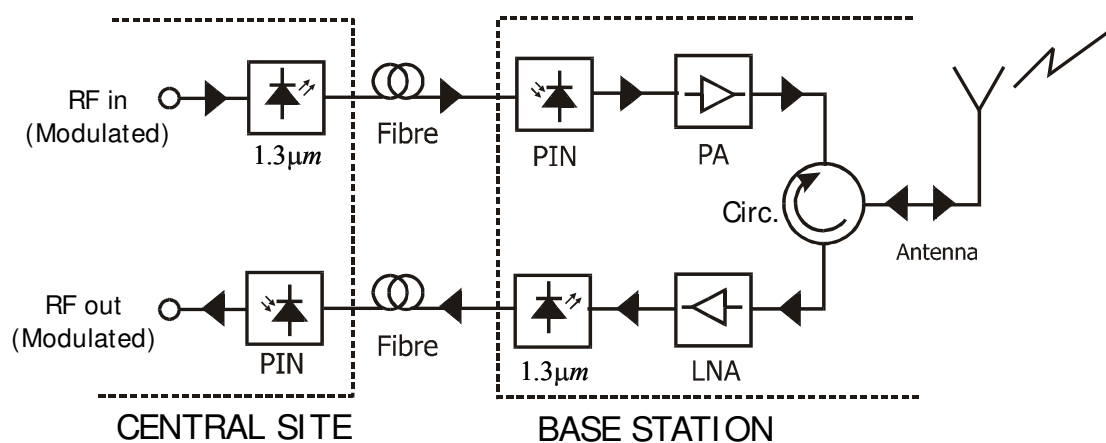 RF in
(Modulated)
1.3μm
Fibre
PIN
PA
Circ.
Antenna
RF out
(Modulated)
PIN
Fibre
1.3μm
LNA
CENTRAL SITE
BASE STATION